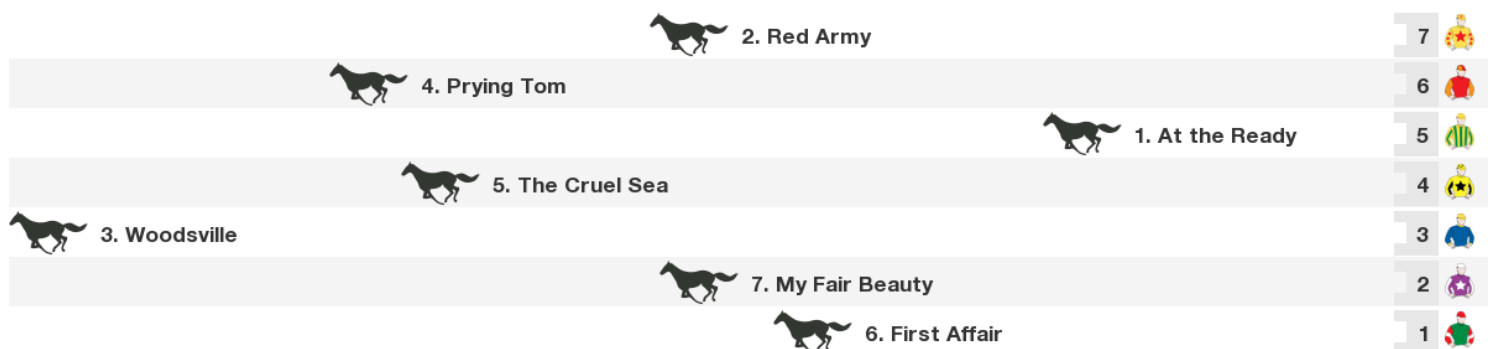 2. Red Army 7
4. Prying Tom 6
1. At the Ready 5
5. The Cruel Sea 4
3. Woodsville 3
7. My Fair Beauty 2
6. First Affair 1